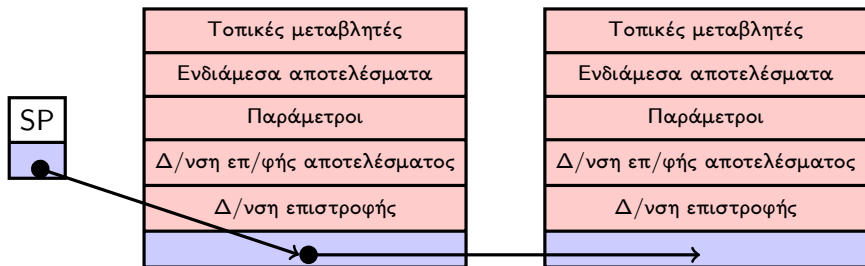 Τοπικές μεταβλητές
Τοπικές μεταβλητές
Ενδιάμεσα αποτελέσματα
Ενδιάμεσα αποτελέσματα
SP
Παράμετροι
Παράμετροι
Δ/νση επ/φής αποτελέσματος
Δ/νση επ/φής αποτελέσματος
Δ/νση επιστροφής
Δ/νση επιστροφής